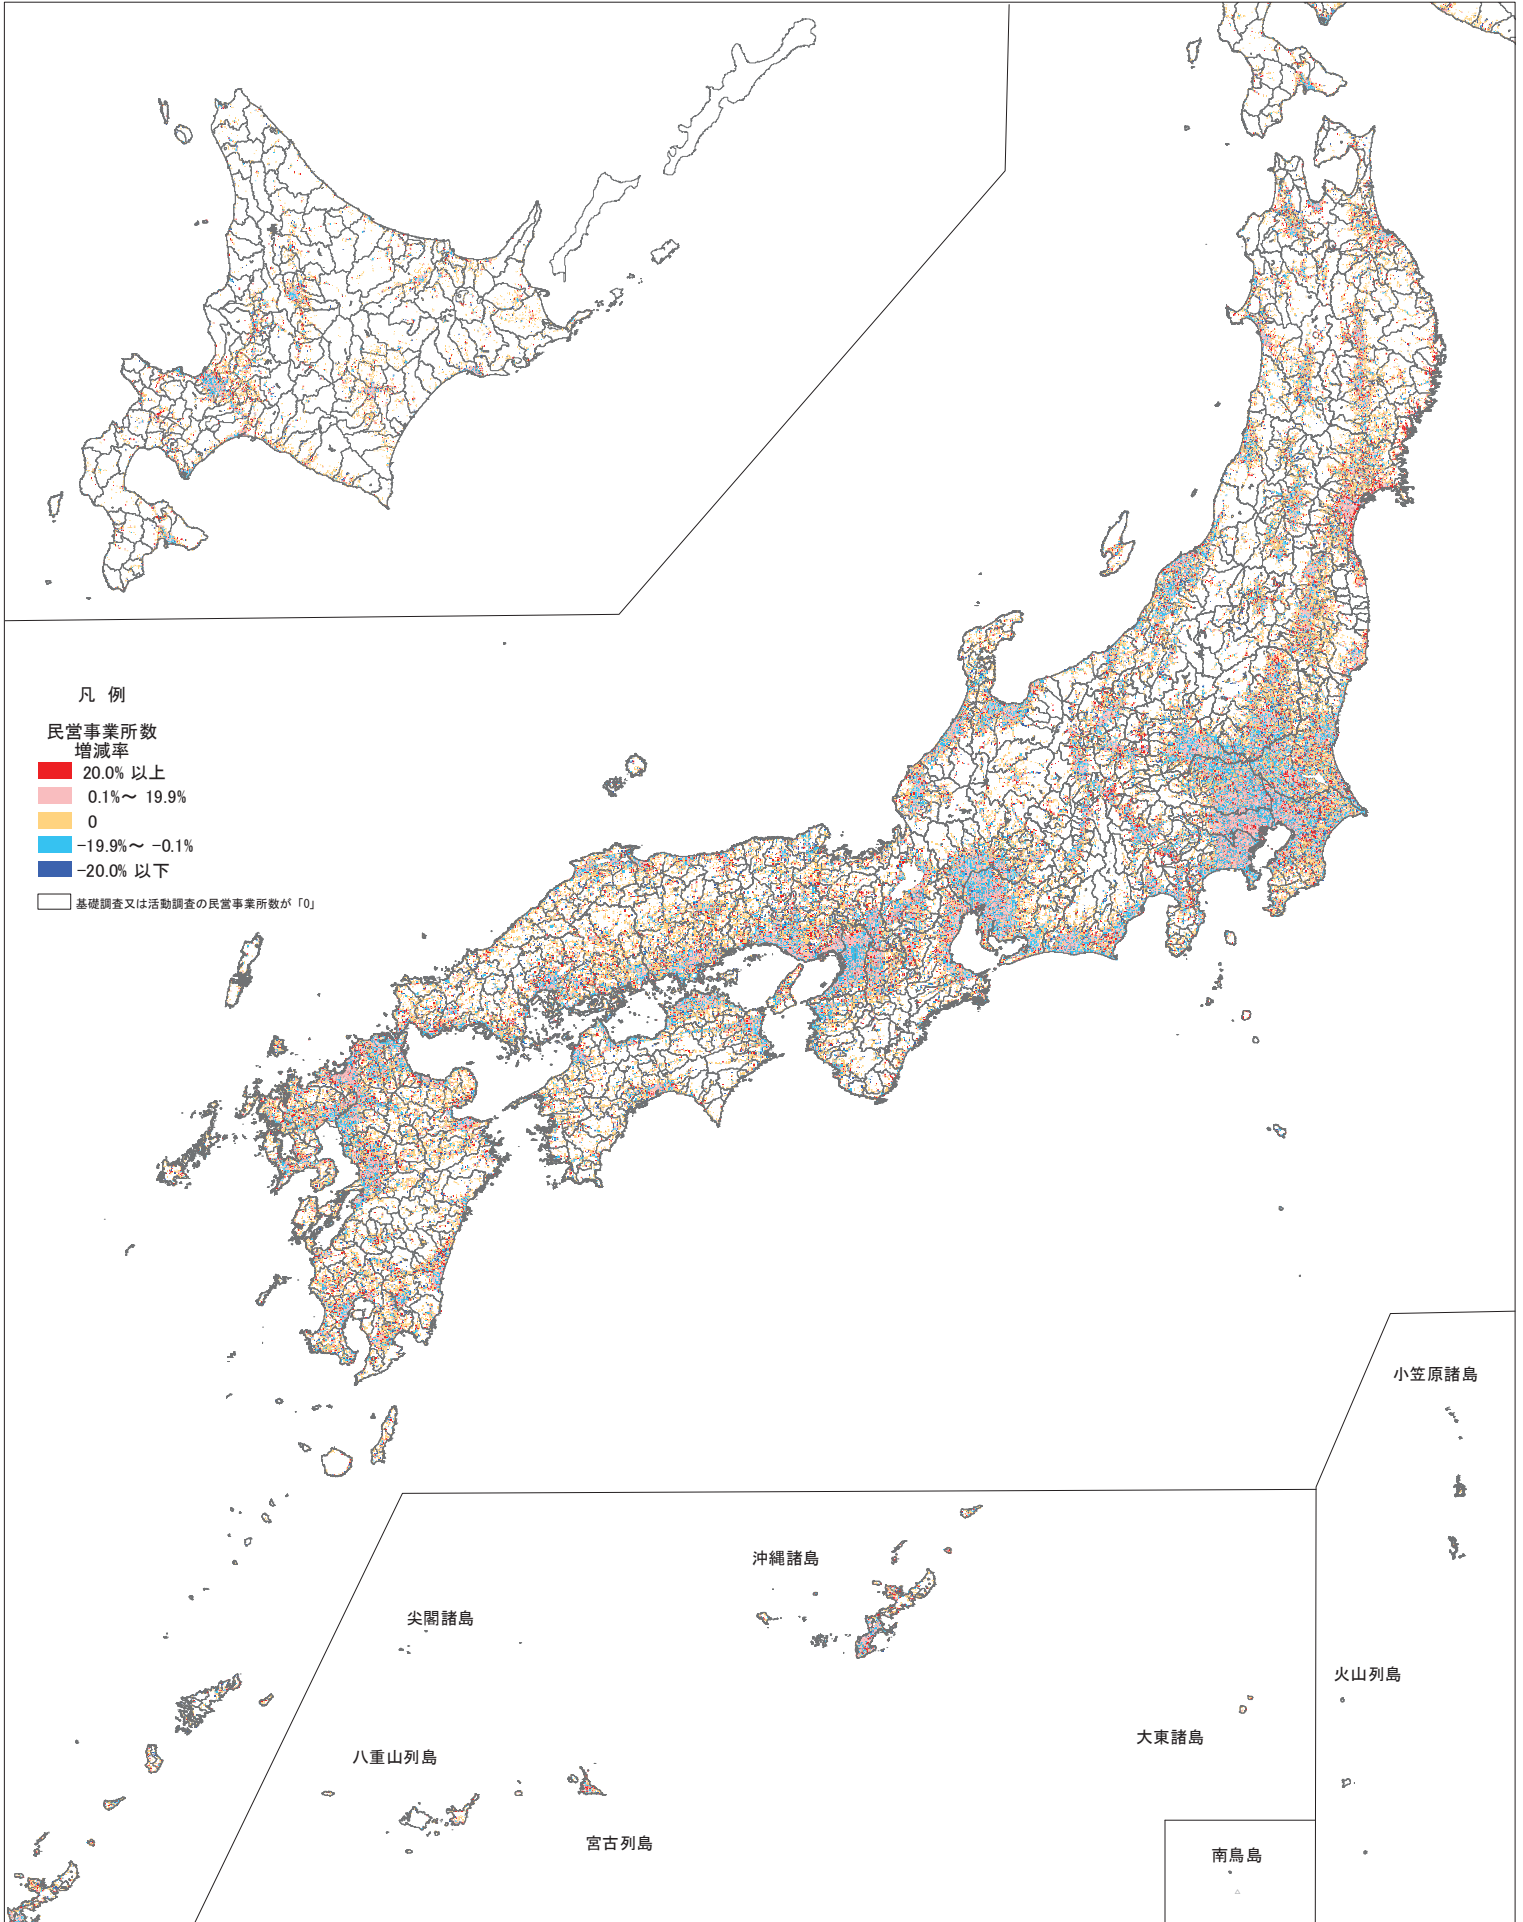 凡 例
民営事業所数
増減率
20.0% 以上
0.1%～ 19.9%
0
-19.9%～ -0.1%
-20.0% 以下
基礎調査又は活動調査の民営事業所数が「0」
小笠原諸島
沖縄諸島
尖閣諸島
火山列島
大東諸島
八重山列島
宮古列島
南鳥島